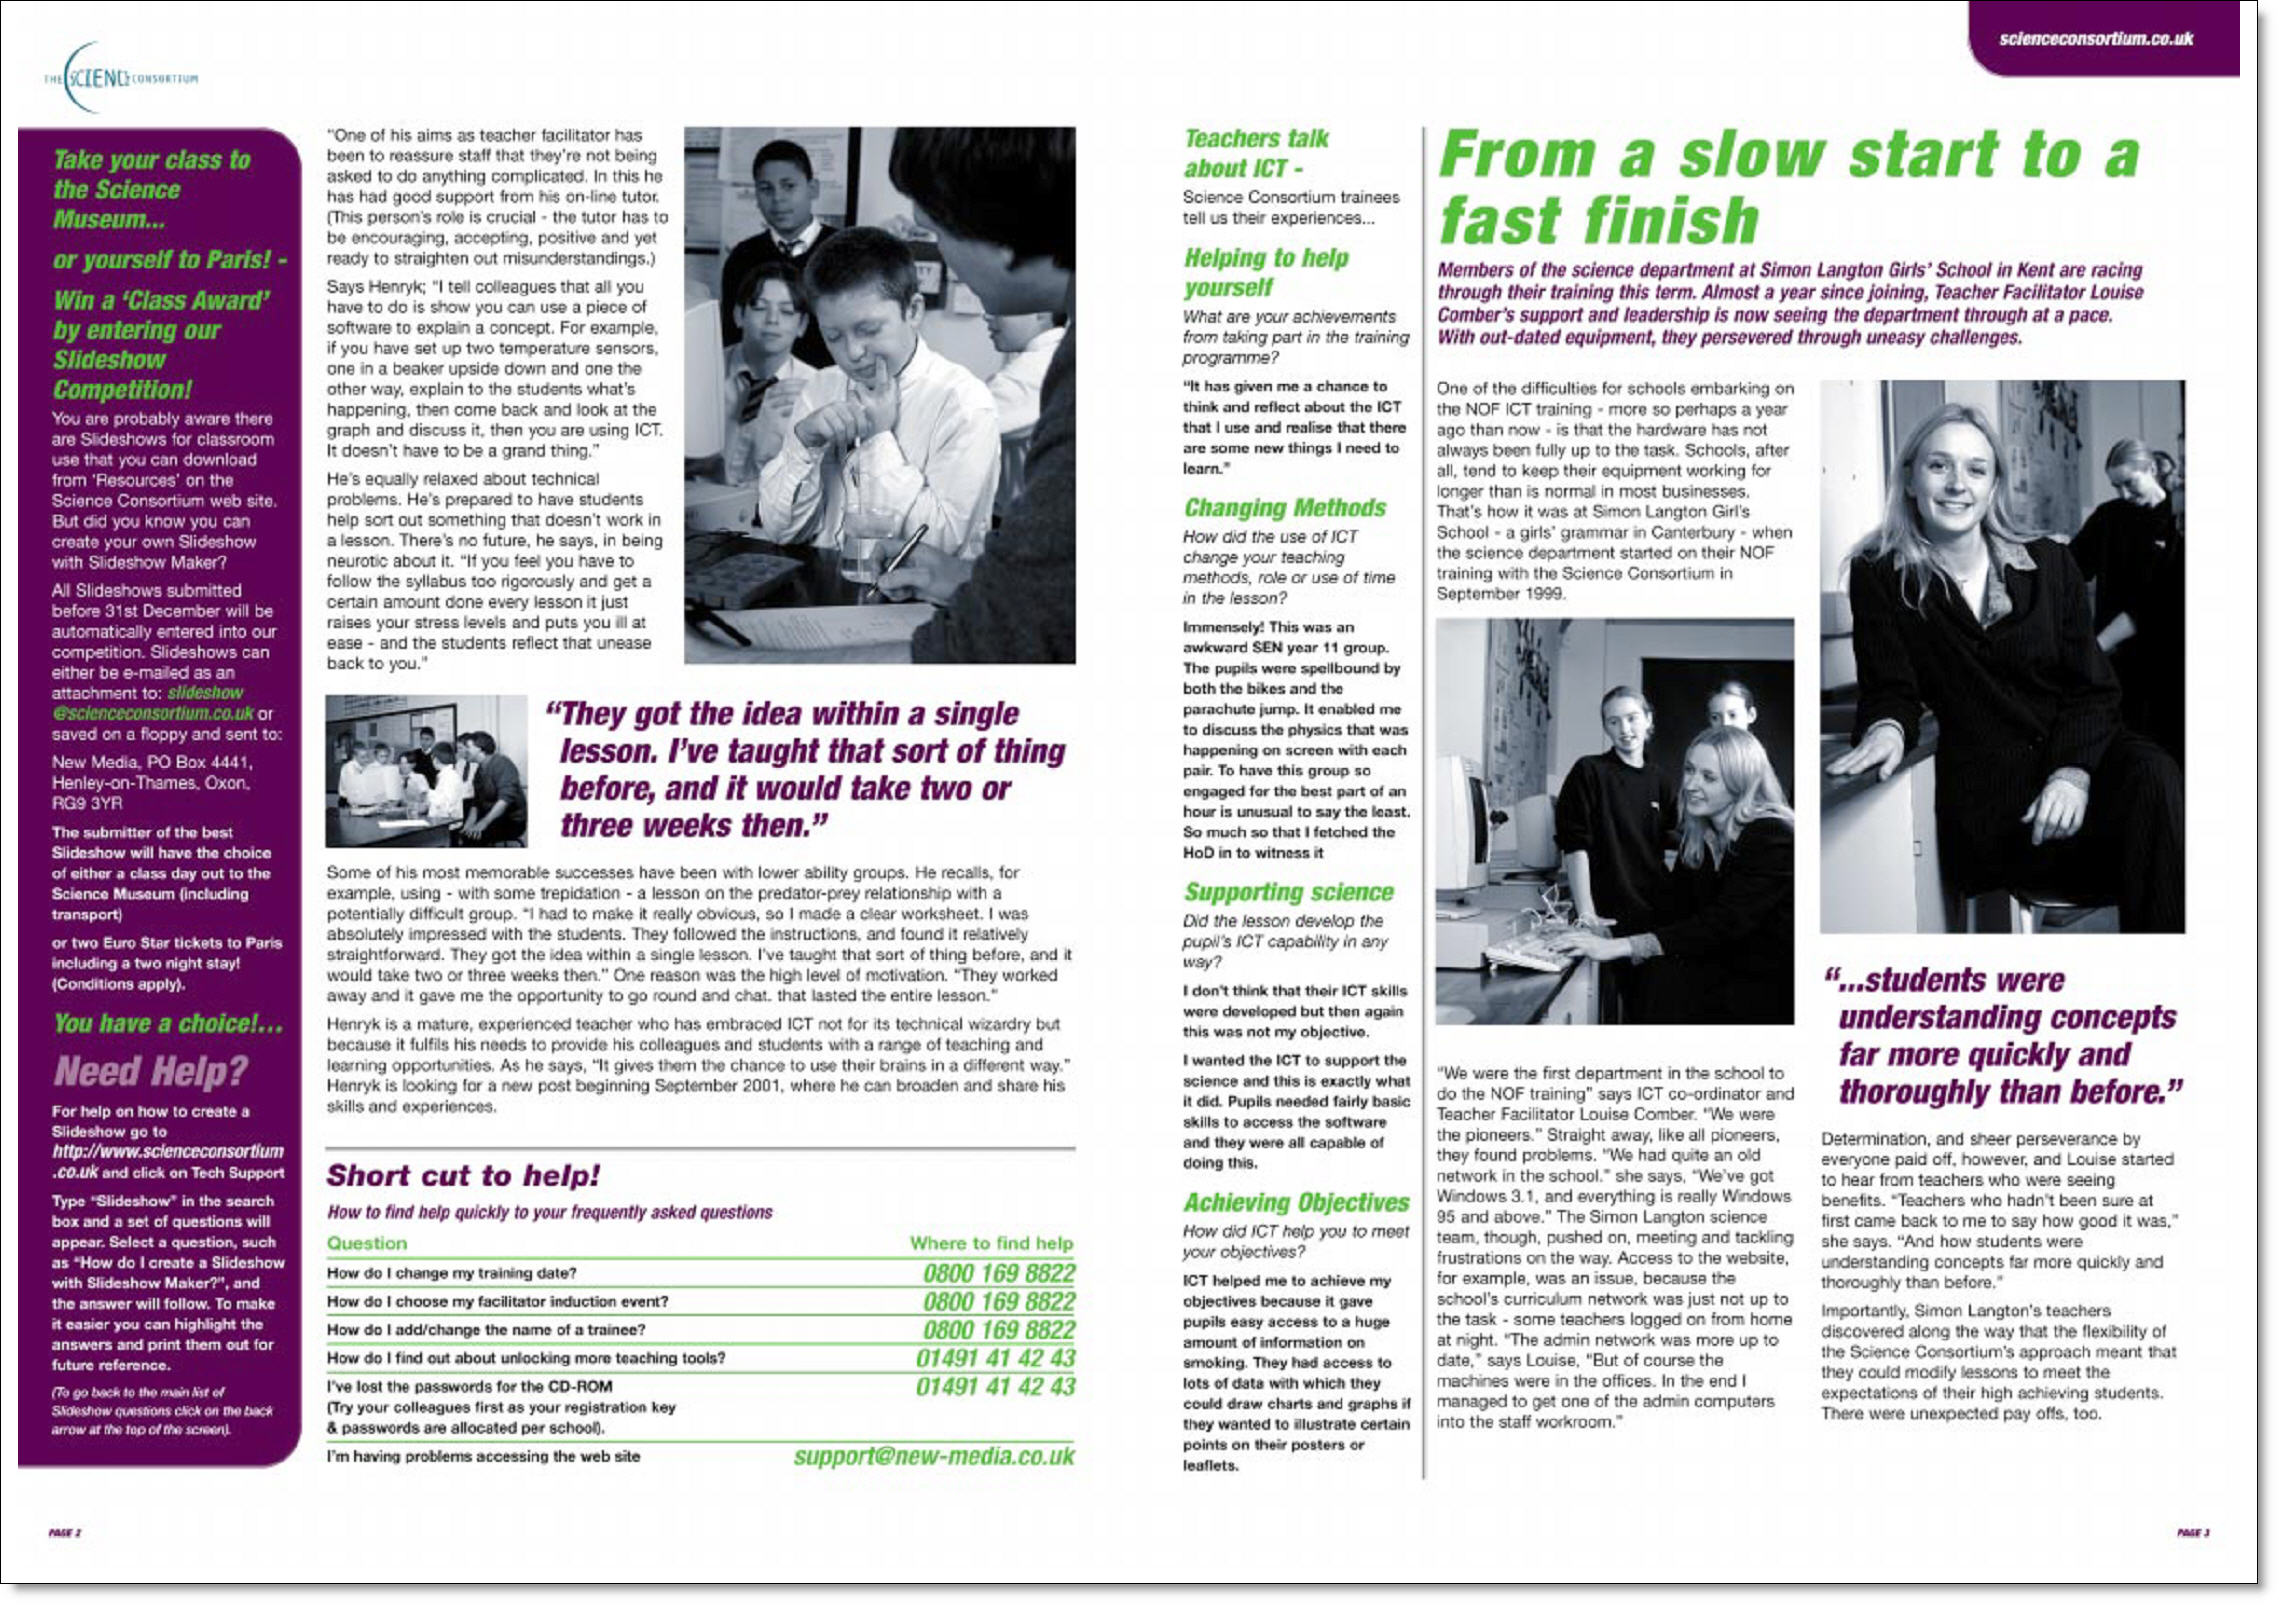 THE SCIENCE CONSORTIUM
scienceconsortium.co.uk
Take your class to
the Science
Museum...
or yourself to Paris! -
Win a ‘Class Award’
by entering our
Slideshow
Competition!
You are probably aware there
are Slideshows for classroom
use that you can download
from ‘Resources’ on the
Science Consortium web site.
But did you know you can
create your own Slideshow
with Slideshow Maker?
All Slideshows submitted
before 31st December will be
automatically entered into our
competition. Slideshows can
either be e-mailed as an
attachment to: slideshow
@scienceconsortium.co.uk or
saved on a floppy and sent to:
New Media, PO Box 4441,
Henley-on-Thames, Oxon,
RG9 3YR
The submitter of the best
Slideshow will have the choice
of either a class day out to the
Science Museum (including
transport)
or two Euro Star tickets to Paris
including a two night stay!
(Conditions apply).
You have a choice!...
Need Help?
For help on how to create a
Slideshow go to
http://www.scienceconsortium
.co.uk and click on Tech Support
Type “Slideshow” in the search
box and a set of questions will
appear. Select a question, such
as “How do I create a Slideshow
with Slideshow Maker?”, and
the answer will follow. To make
it easier you can highlight the
answers and print them out for
future reference.
(To go back to the main list of
Slideshow questions click on the back
arrow at the top of the screen).
“One of his aims as teacher facilitator has
been to reassure staff that they’re not being
asked to do anything complicated. In this he
has had good support from his on-line tutor.
(This person’s role is crucial - the tutor has to
be encouraging, accepting, positive and yet
ready to straighten out misunderstandings.)
Says Henryk; “I tell colleagues that all you
have to do is show you can use a piece of
software to explain a concept. For example,
if you have set up two temperature sensors,
one in a beaker upside down and one the
other way, explain to the students what’s
happening, then come back and look at the
graph and discuss it, then you are using ICT.
It doesn’t have to be a grand thing.”
He’s equally relaxed about technical
problems. He’s prepared to have students
help sort out something that doesn’t work in
a lesson. There’s no future, he says, in being
neurotic about it. “If you feel you have to
follow the syllabus too rigorously and get a
certain amount done every lesson it just
raises your stress levels and puts you ill at
ease - and the students reflect that unease
back to you.”
“They got the idea within a single
lesson. I’ve taught that sort of thing
before, and it would take two or
three weeks then.”
Some of his most memorable successes have been with lower ability groups. He recalls, for
example, using - with some trepidation - a lesson on the predator-prey relationship with a
potentially difficult group. “I had to make it really obvious, so I made a clear worksheet. I was
absolutely impressed with the students. They followed the instructions, and found it relatively
straightforward. They got the idea within a single lesson. I’ve taught that sort of thing before, and it
would take two or three weeks then.” One reason was the high level of motivation. “They worked
away and it gave me the opportunity to go round and chat. that lasted the entire lesson.”
Henryk is a mature, experienced teacher who has embraced ICT not for its technical wizardry but
because it fulfils his needs to provide his colleagues and students with a range of teaching and
learning opportunities. As he says, “It gives them the chance to use their brains in a different way.”
Henryk is looking for a new post beginning September 2001, where he can broaden and share his
skills and experiences.
Short cut to help!
How to find help quickly to your frequently asked questions
Question Where to find help
How do I change my training date? 0800 169 8822
How do I choose my facilitator induction event? 0800 169 8822
How do I add/change the name of a trainee? 0800 169 8822
How do I find out about unlocking more teaching tools? 01491 41 42 43
I’ve lost the passwords for the CD-ROM 01491 41 42 43
(Try your colleagues first as your registration key
& passwords are allocated per school).
I’m having problems accessing the web site support@new-media.co.uk
PAGE 2
Teachers talk
about ICT -
Science Consortium trainees
tell us their experiences...
Helping to help
yourself
What are your achievements
from taking part in the training
programme?
“It has given me a chance to
think and reflect about the ICT
that I use and realise that there
are some new things I need to
learn.”
Changing Methods
How did the use of ICT
change your teaching
methods, role or use of time
in the lesson?
Immensely! This was an
awkward SEN year 11 group.
The pupils were spellbound by
both the bikes and the
parachute jump. It enabled me
to discuss the physics that was
happening on screen with each
pair. To have this group so
engaged for the best part of an
hour is unusual to say the least.
So much so that I fetched the
HoD in to witness it
Supporting science
Did the lesson develop the
pupil’s ICT capability in any
way?
I don’t think that their ICT skills
were developed but then again
this was not my objective.
I wanted the ICT to support the
science and this is exactly what
it did. Pupils needed fairly basic
skills to access the software
and they were all capable of
doing this.
Achieving Objectives
How did ICT help you to meet
your objectives?
ICT helped me to achieve my
objectives because it gave
pupils easy access to a huge
amount of information on
smoking. They had access to
lots of data with which they
could draw charts and graphs if
they wanted to illustrate certain
points on their posters or
leaflets.
From a slow start to a
fast finish
Members of the science department at Simon Langton Girls’ School in Kent are racing
through their training this term. Almost a year since joining, Teacher Facilitator Louise
Comber’s support and leadership is now seeing the department through at a pace.
With out-dated equipment, they persevered through uneasy challenges.
One of the difficulties for schools embarking on
the NOF ICT training - more so perhaps a year
ago than now - is that the hardware has not
always been fully up to the task. Schools, after
all, tend to keep their equipment working for
longer than is normal in most businesses.
That’s how it was at Simon Langton Girl’s
School - a girls’ grammar in Canterbury - when
the science department started on their NOF
training with the Science Consortium in
September 1999.
“We were the first department in the school to
do the NOF training” says ICT co-ordinator and
Teacher Facilitator Louise Comber. “We were
the pioneers.” Straight away, like all pioneers,
they found problems. “We had quite an old
network in the school.” she says, “We’ve got
Windows 3.1, and everything is really Windows
95 and above.” The Simon Langton science
team, though, pushed on, meeting and tackling
frustrations on the way. Access to the website,
for example, was an issue, because the
school’s curriculum network was just not up to
the task - some teachers logged on from home
at night. “The admin network was more up to
date,” says Louise, “But of course the
machines were in the offices. In the end I
managed to get one of the admin computers
into the staff workroom.”
“...students were
understanding concepts
far more quickly and
thoroughly than before.”
Determination, and sheer perseverance by
everyone paid off, however, and Louise started
to hear from teachers who were seeing
benefits. “Teachers who hadn’t been sure at
first came back to me to say how good it was,”
she says. “And how students were
understanding concepts far more quickly and
thoroughly than before.”
Importantly, Simon Langton’s teachers
discovered along the way that the flexibility of
the Science Consortium’s approach meant that
they could modify lessons to meet the
expectations of their high achieving students.
There were unexpected pay offs, too.
PAGE 3